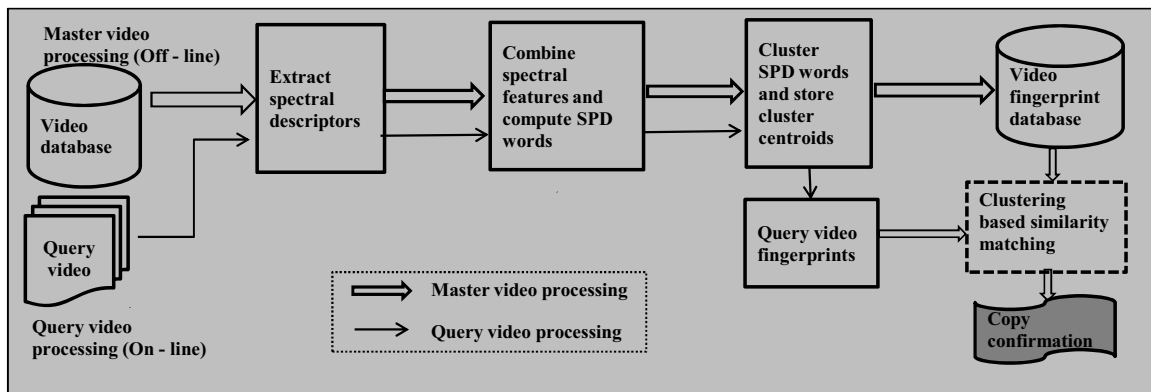 Master video
processing (Off - line)
Video
database
Query
video
Query video
processing (On - line)
Extract
spectral
descriptors
Combine
spectral
features and
compute SPD
words
Cluster
SPD words
and store
cluster
centroids
Video
fingerprint
database
Query video
fingerprints
Clustering
based similarity
matching
Copy
confirmation
Master video processing
Query video processing